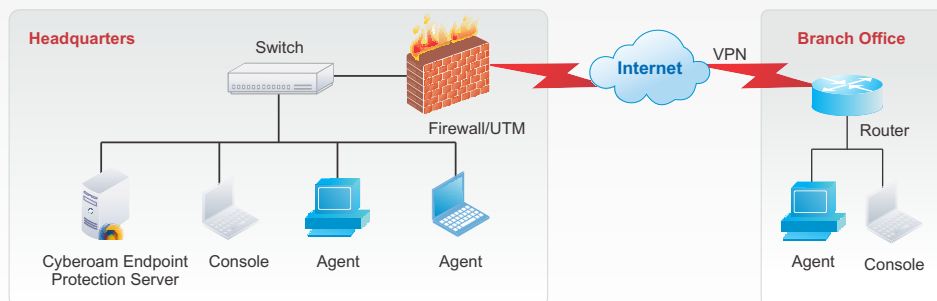 Headquarters
Switch
Firewall/UTM
Cyberoam Endpoint
Protection Server
Console
Agent
Agent
Internet
VPN
Branch Office
Router
Agent
Console